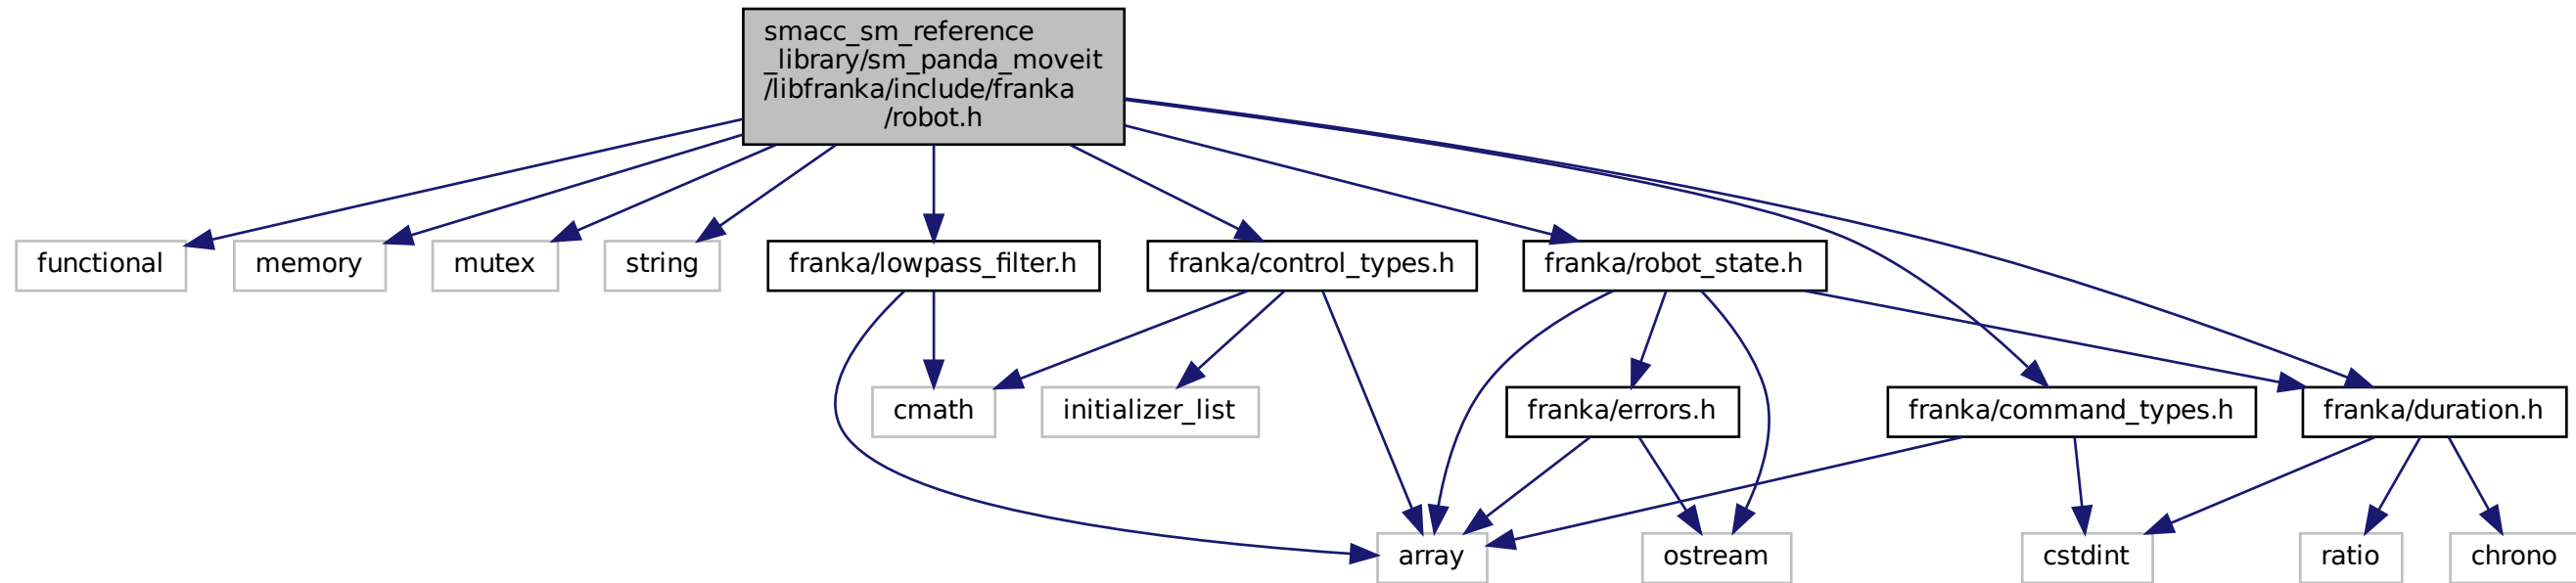 smacc_sm_reference
_library/sm_panda_moveit
/libfranka/include/franka
/robot.h
functional
memory
mutex
string
franka/lowpass_filter.h
franka/control_types.h
franka/robot_state.h
cmath
initializer_list
franka/errors.h
franka/command_types.h
franka/duration.h
array
ostream
cstdint
ratio
chrono